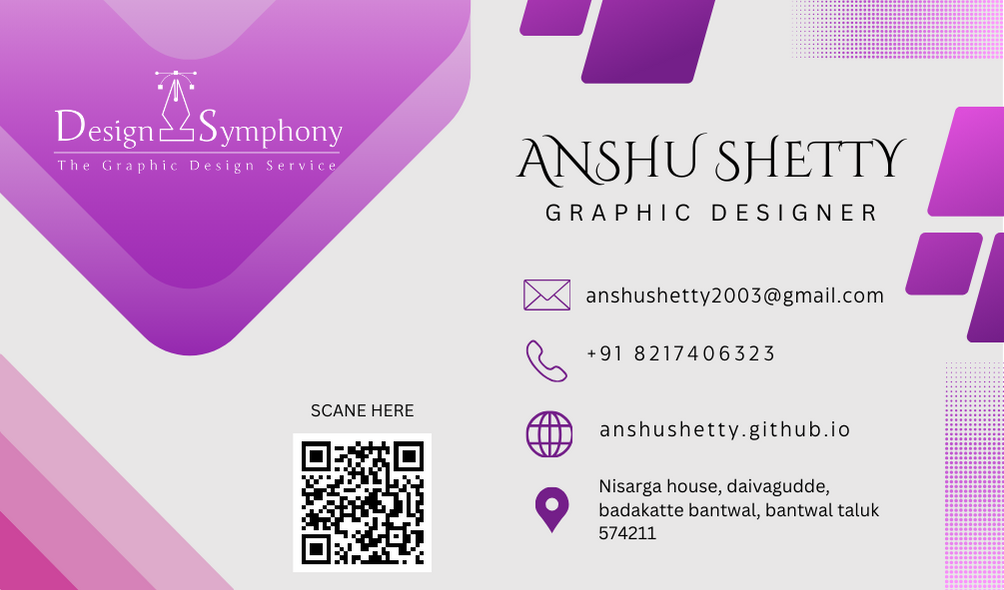 Design Symphony
The Graphic Design Service
SCANE HERE
ANSHU SHETTY
GRAPHIC DESIGNER
anshushetty2003@gmail.com
+91 8217406323
anshushetty.github.io
Nisarga house, daivagudde,
badakatte bantwal, bantwal taluk
574211